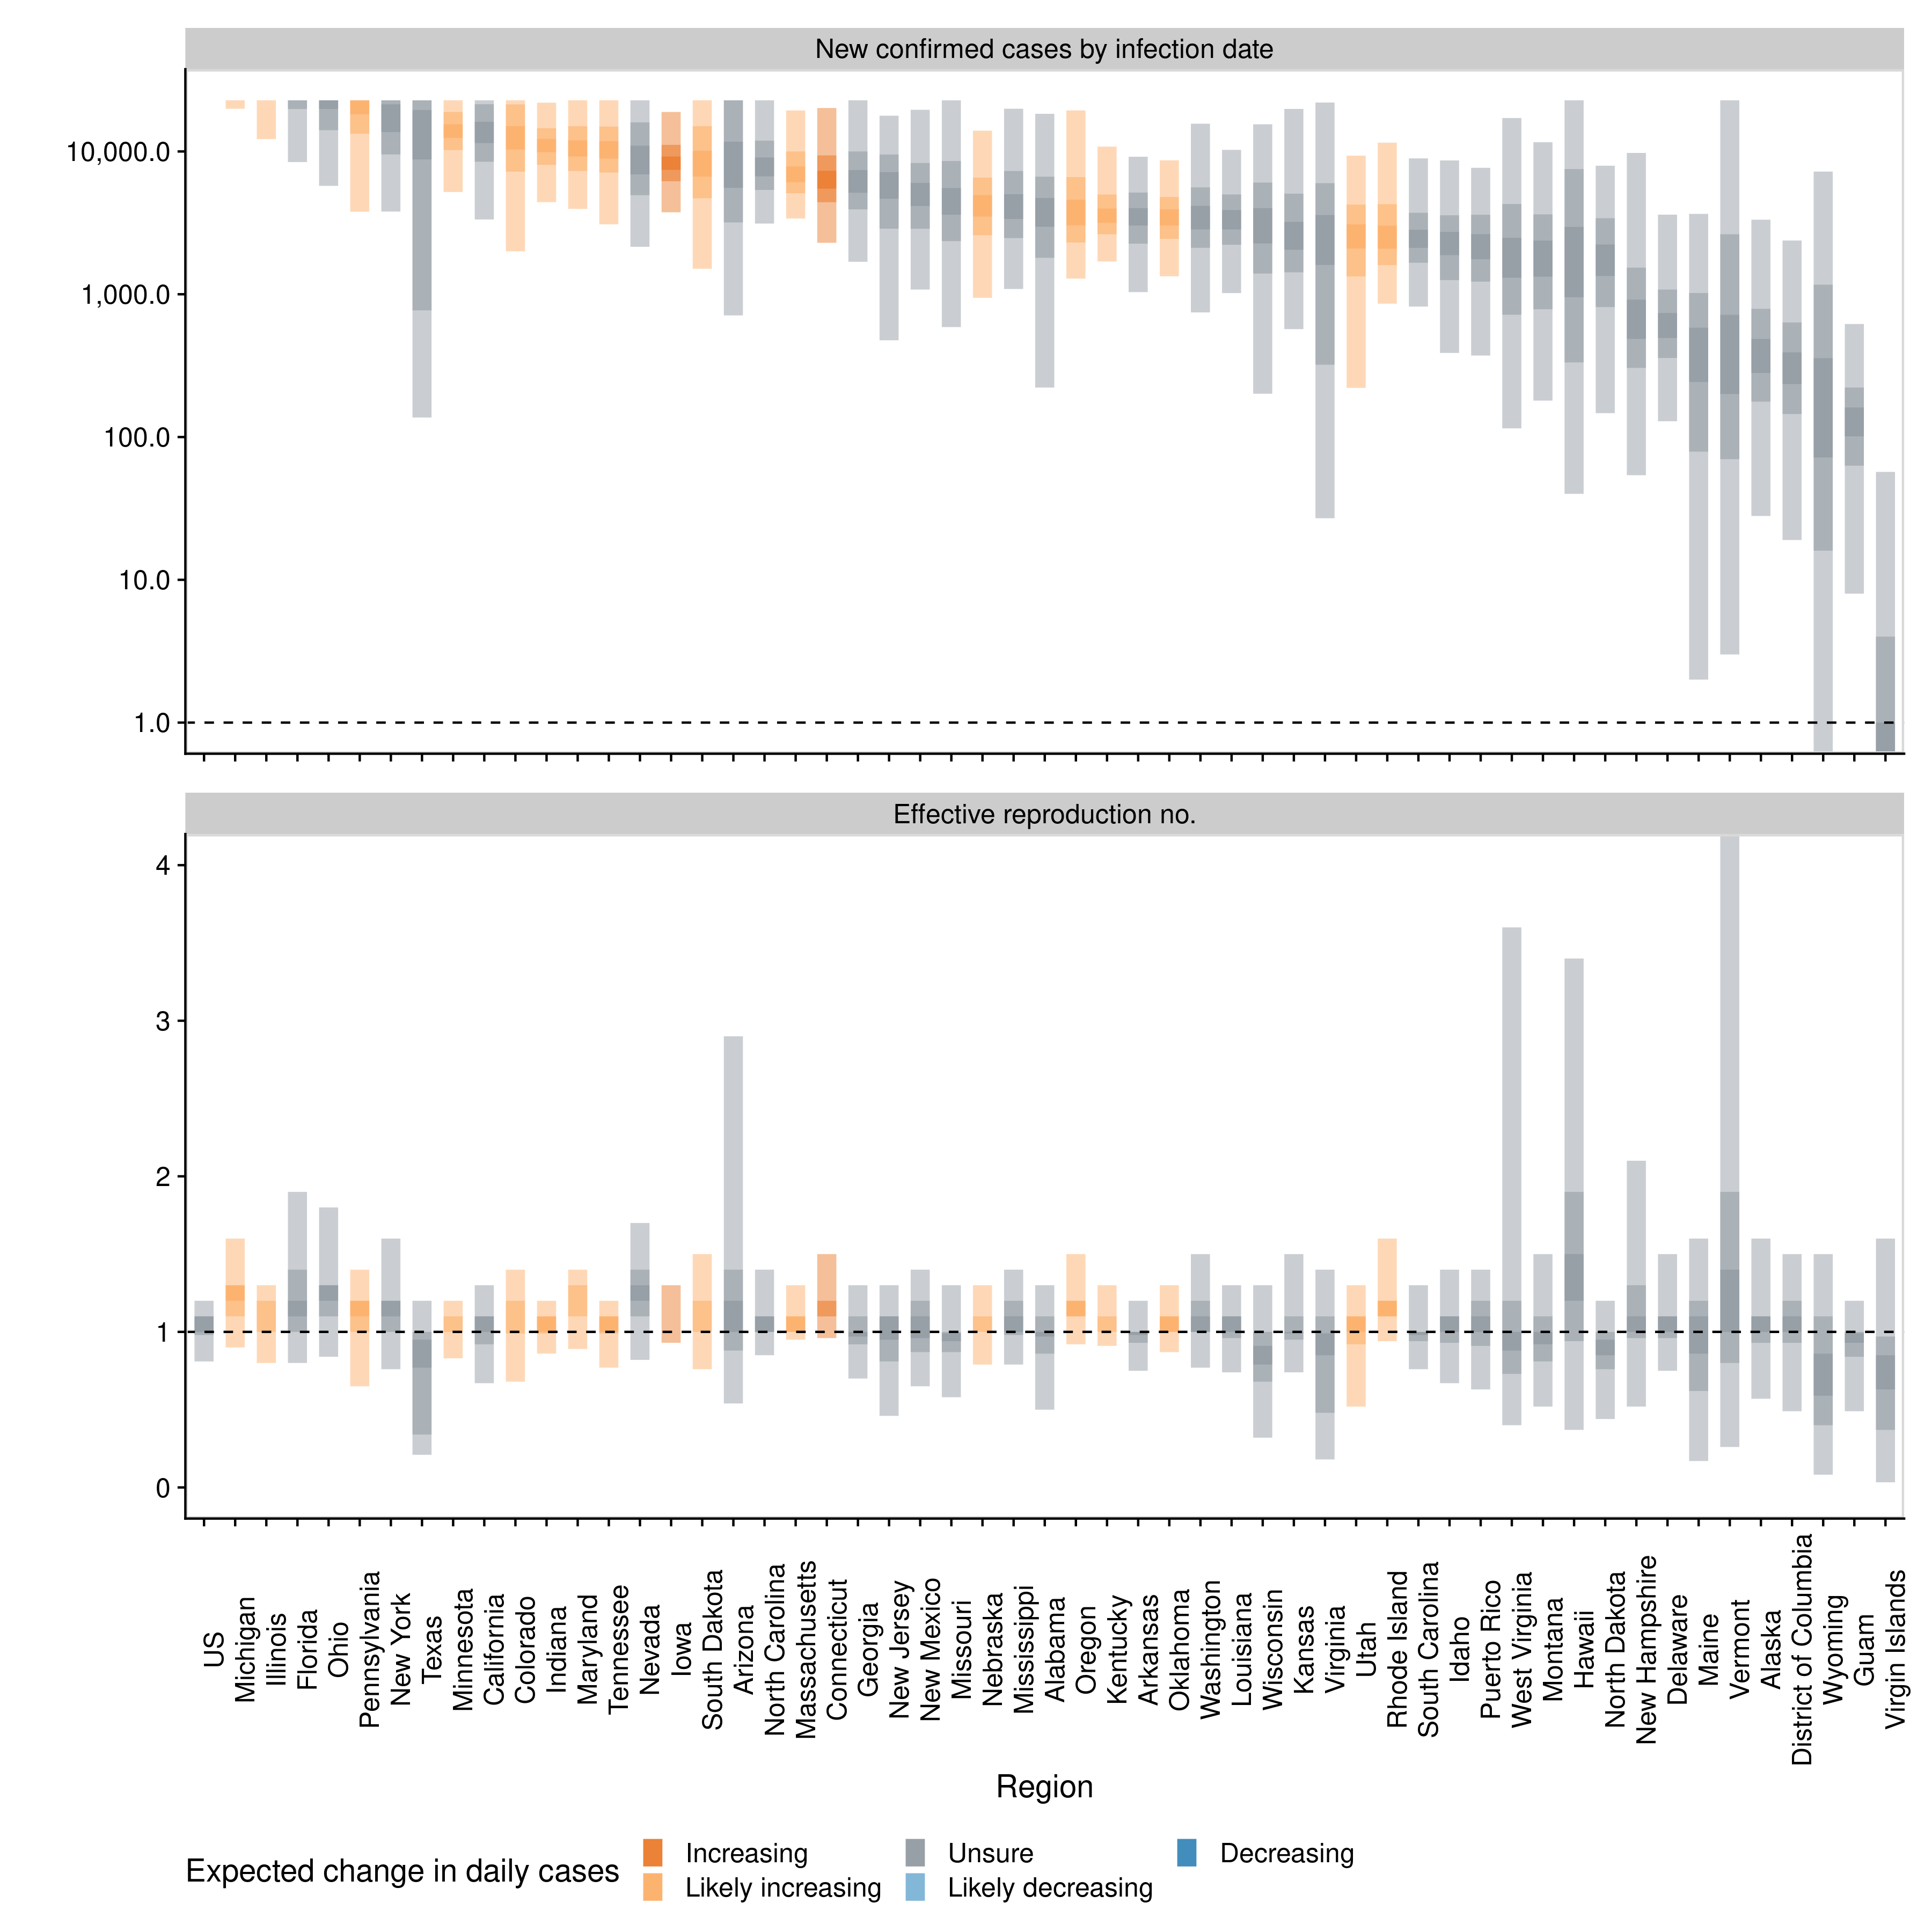 New confirmed cases by infection date
10,000.0
1,000.0
100.0
10.0
1.0
Effective reproduction no.
4
3
2
1
0
US
Michigan
Illinois
Florida
Ohio
Pennsylvania
New York
Texas
Minnesota
California
Colorado
Indiana
Maryland
Tennessee
Nevada
Iowa
South Dakota
Arizona
North Carolina
Massachusetts
Connecticut
Georgia
New Jersey
New Mexico
Missouri
Nebraska
Mississippi
Alabama
Oregon
Kentucky
Arkansas
Oklahoma
Washington
Louisiana
Wisconsin
Kansas
Virginia
Utah
Rhode Island
South Carolina
Idaho
Puerto Rico
West Virginia
Montana
Hawaii
North Dakota
New Hampshire
Delaware
Maine
Vermont
Alaska
District of Columbia
Wyoming
Guam
Virgin Islands
Region
Expected change in daily cases
Increasing
Likely increasing
Unsure
Likely decreasing
Decreasing